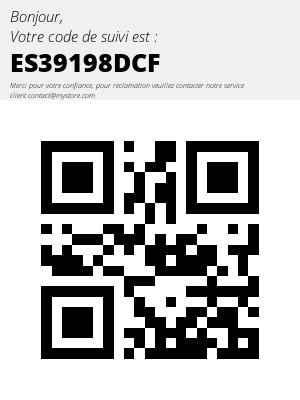 Bonjour,
Votre code de suivi est :
ES39198DCF
Merci pour votre confiance, pour reclamation veuillez contacter notre service
client contact@mystore.com